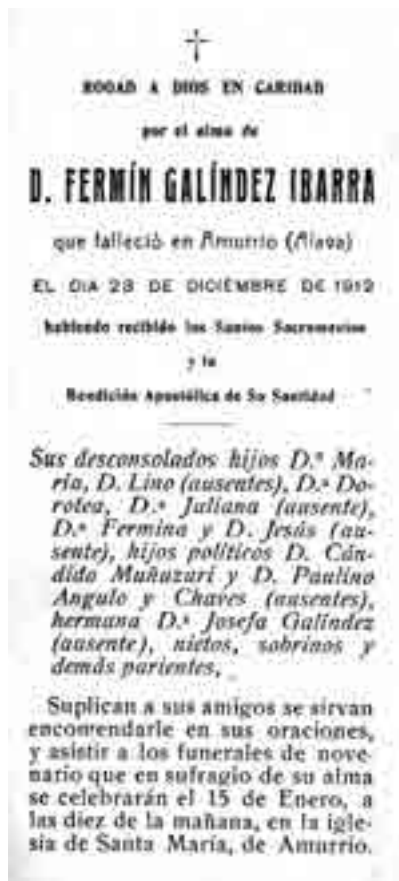 ROGAD A DIOS EN CARIDAD
por el alma de
D. FERMÍN GALÍNDEZ IBARRA
que falleció en Amurrio (Alava)
EL DIA 23 DE DICIEMBRE DE 1912
habiendo recibido los Santos Sacramentos
y la
Bendición Apostólica de Su Santidad
Sus desconsolados hijos D.ª Ma-
ría, D. Lino (ausentes), D.ª Do-
rotea, D.ª Juliana (ausente),
D.ª Fermina y D. Jesús (au-
sente), hijos políticos D. Cán-
dido Muñuzuri y D. Paulino
Angulo y Chaves (ausentes),
hermana D.ª Josefa Galíndez
(ausente), nietos, sobrinos y
demás parientes,
Suplican a sus amigos se sirvan
encomendarle en sus oraciones,
y asistir a los funerales de nove-
nario que en sufragio de su alma
se celebrarán el 15 de Enero, a
las diez de la mañana, en la igle-
sia de Santa María, de Amurrio.